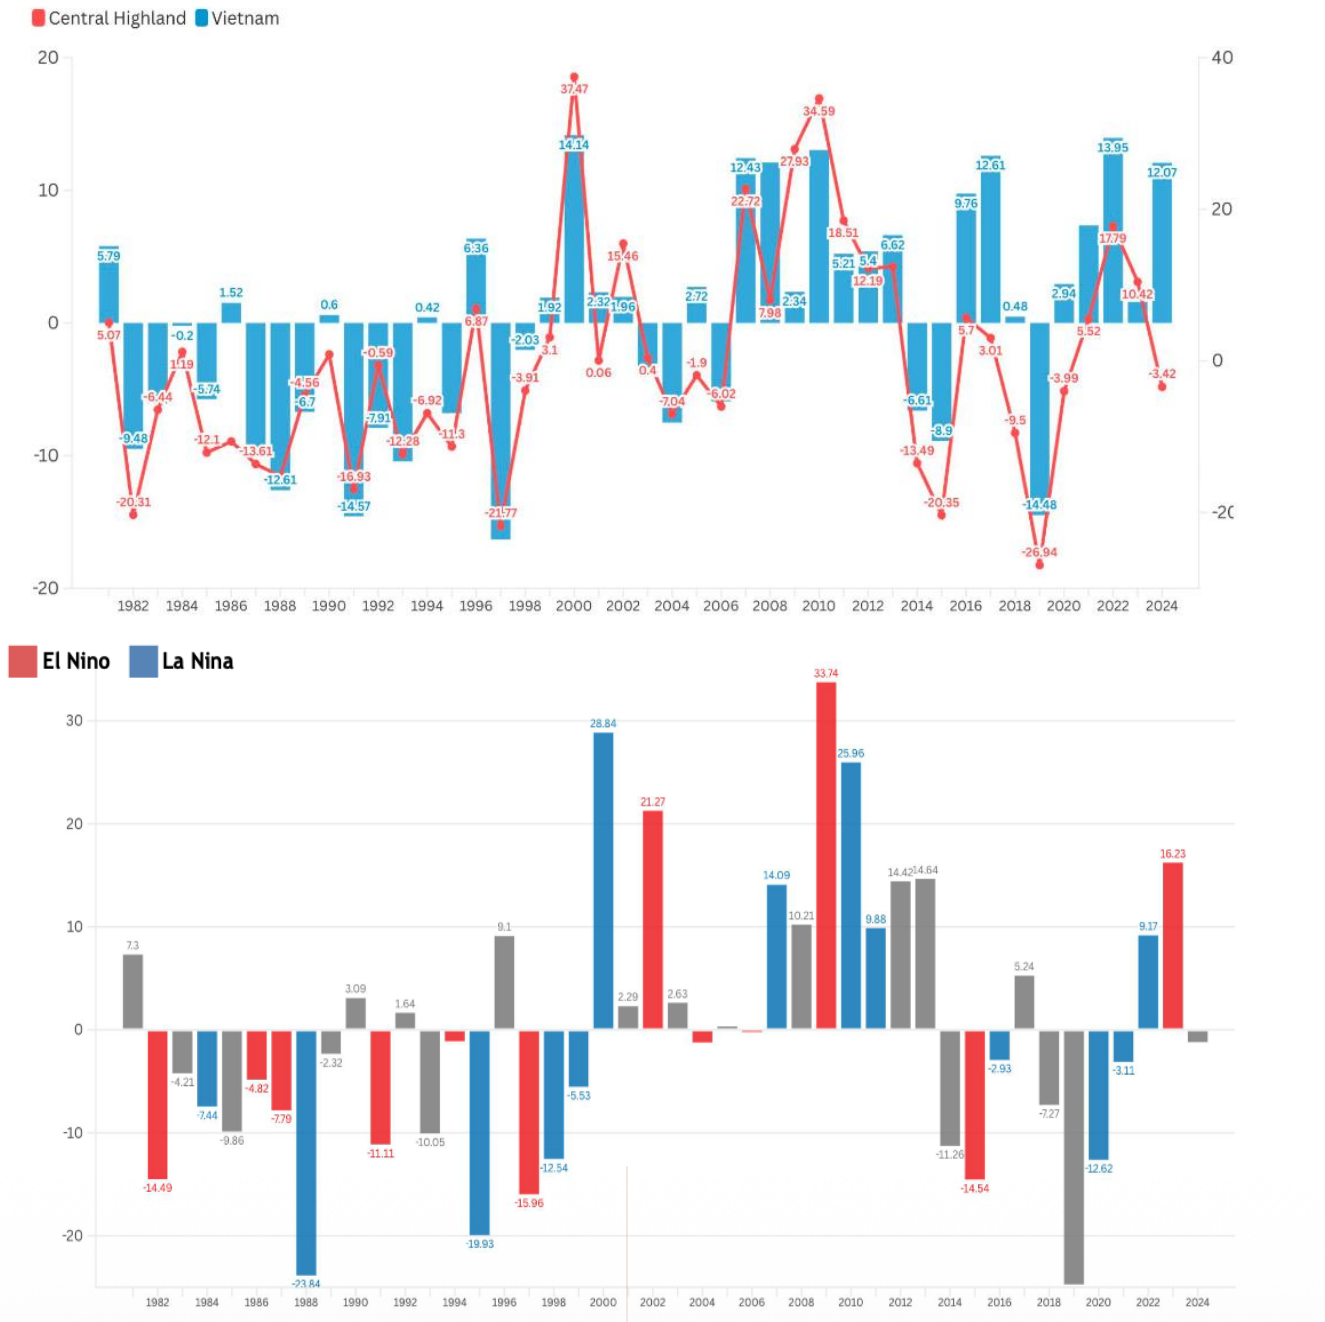 Central Highland Vietnam
20 40
37.47
14.14
34.59
13.95
12.43 27.93 12.61 12.07
10
22.72 9.76 20
15.46 18.51 17.79
5.79 6.36 6.62
5.21 5.4
12.19 10.42
1.52 0.6 0.42 1.92 2.32 1.96 2.72 7.98 2.34 0.48 2.94
0
5.07 -0.2 6.87 -2.03 5.7 5.52
1.19 -0.59 3.1 3.01
0.06 0.4 -1.9 0
-6.44 -5.74 -4.56 -3.91 -3.99 -3.42
-6.7 -6.92 -7.04 -6.02 -6.61
-9.48 -12.1 -7.91 -11.3 -8.9 -9.5
-10 -13.61 -12.28 -13.49
-12.61 -16.93
-20.31 -14.57 -21.77 -20.35 -14.48 -20
-26.94
-20
1982 1984 1986 1988 1990 1992 1994 1996 1998 2000 2002 2004 2006 2008 2010 2012 2014 2016 2018 2020 2022 2024
El Nino La Nina
33.74
30 28.84
25.96
20 21.27
16.23
14.09 14.42 14.64
10.21
10 7.3 9.1 9.88 9.17
5.24
3.09 1.64 2.29 2.63
0
-4.21 -4.82 -2.32 -5.53 -2.93 -3.11
-7.44 -7.79 -7.27
-9.86 -11.11 -10.05 -11.26
-10
-14.49 -15.96 -12.54 -14.54 -12.62
-20 -19.93
-23.84
1982 1984 1986 1988 1990 1992 1994 1996 1998 2000 2002 2004 2006 2008 2010 2012 2014 2016 2018 2020 2022 2024